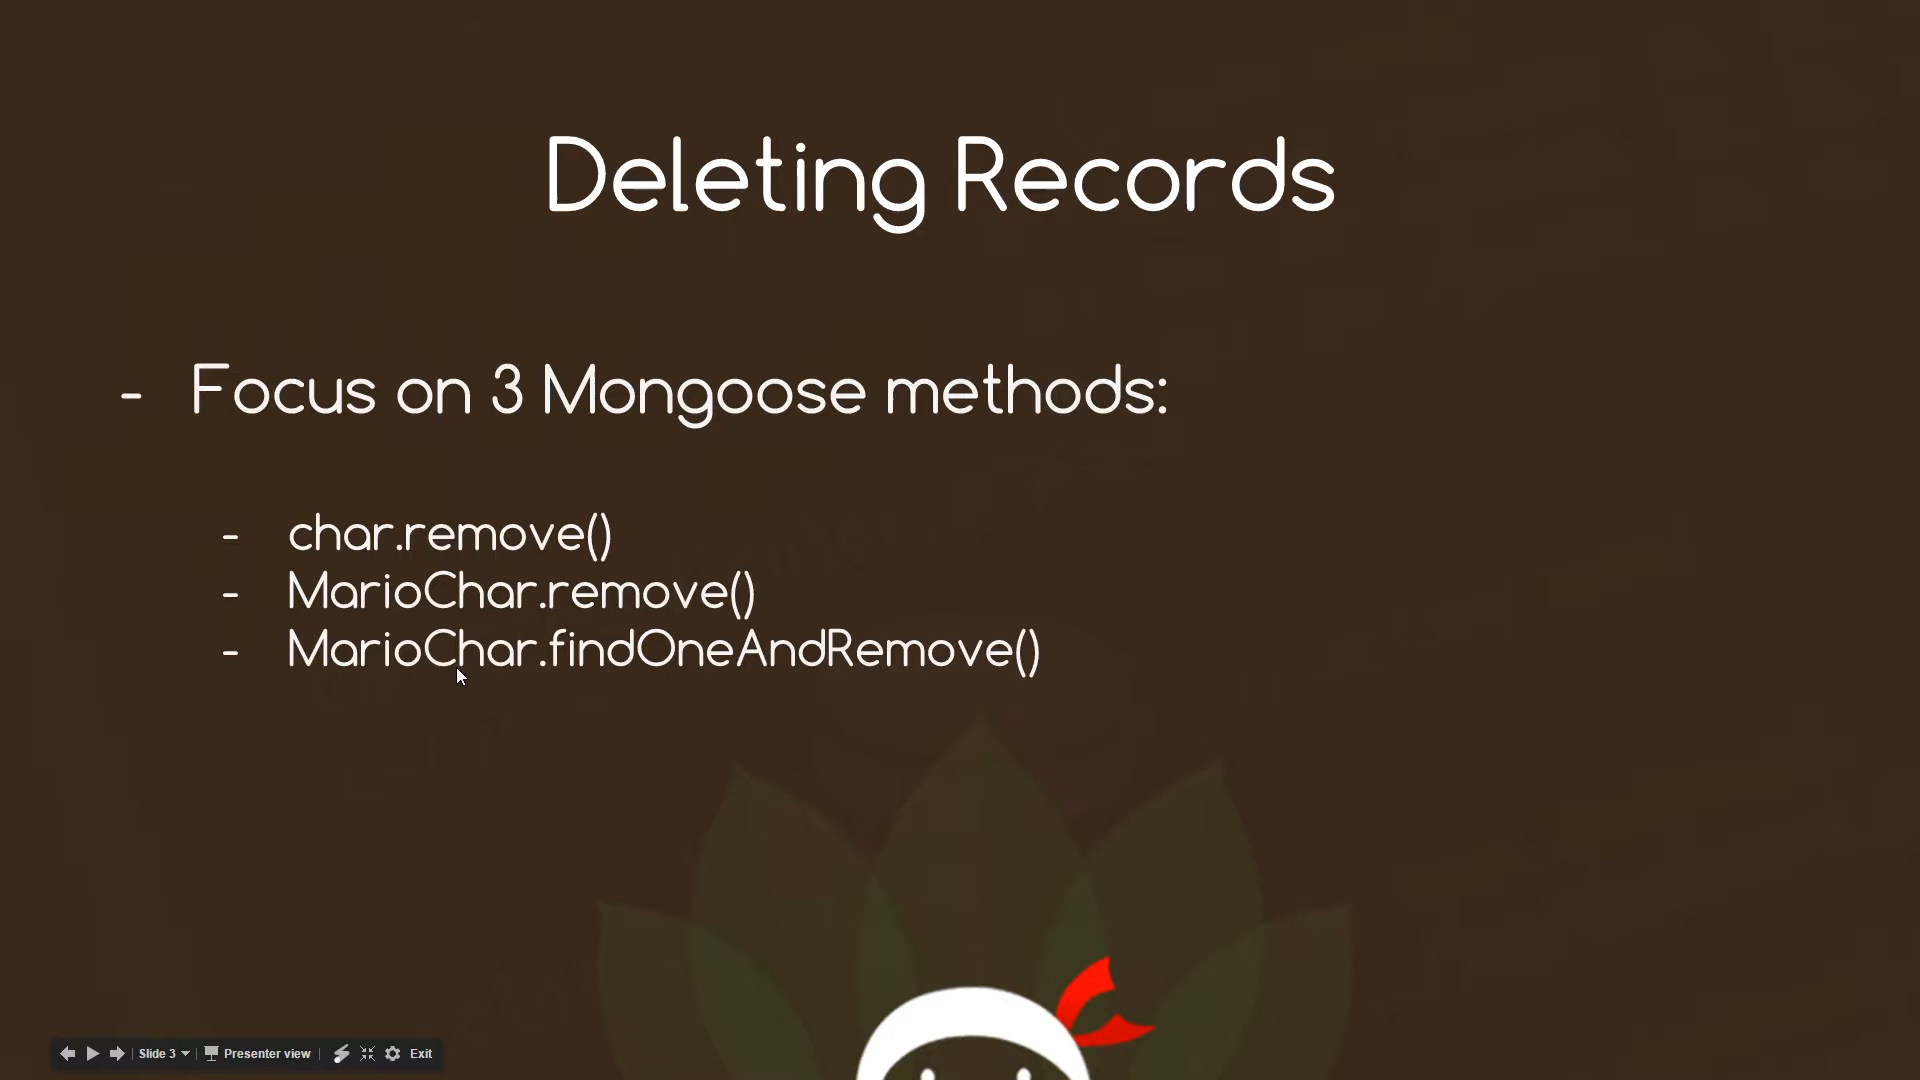 Deleting Records
- Focus on 3 Mongoose methods:
- char.remove()
- MarioChar.remove()
- MarioChar.findOneAndRemove()
Slide 3 Presenter view Exit